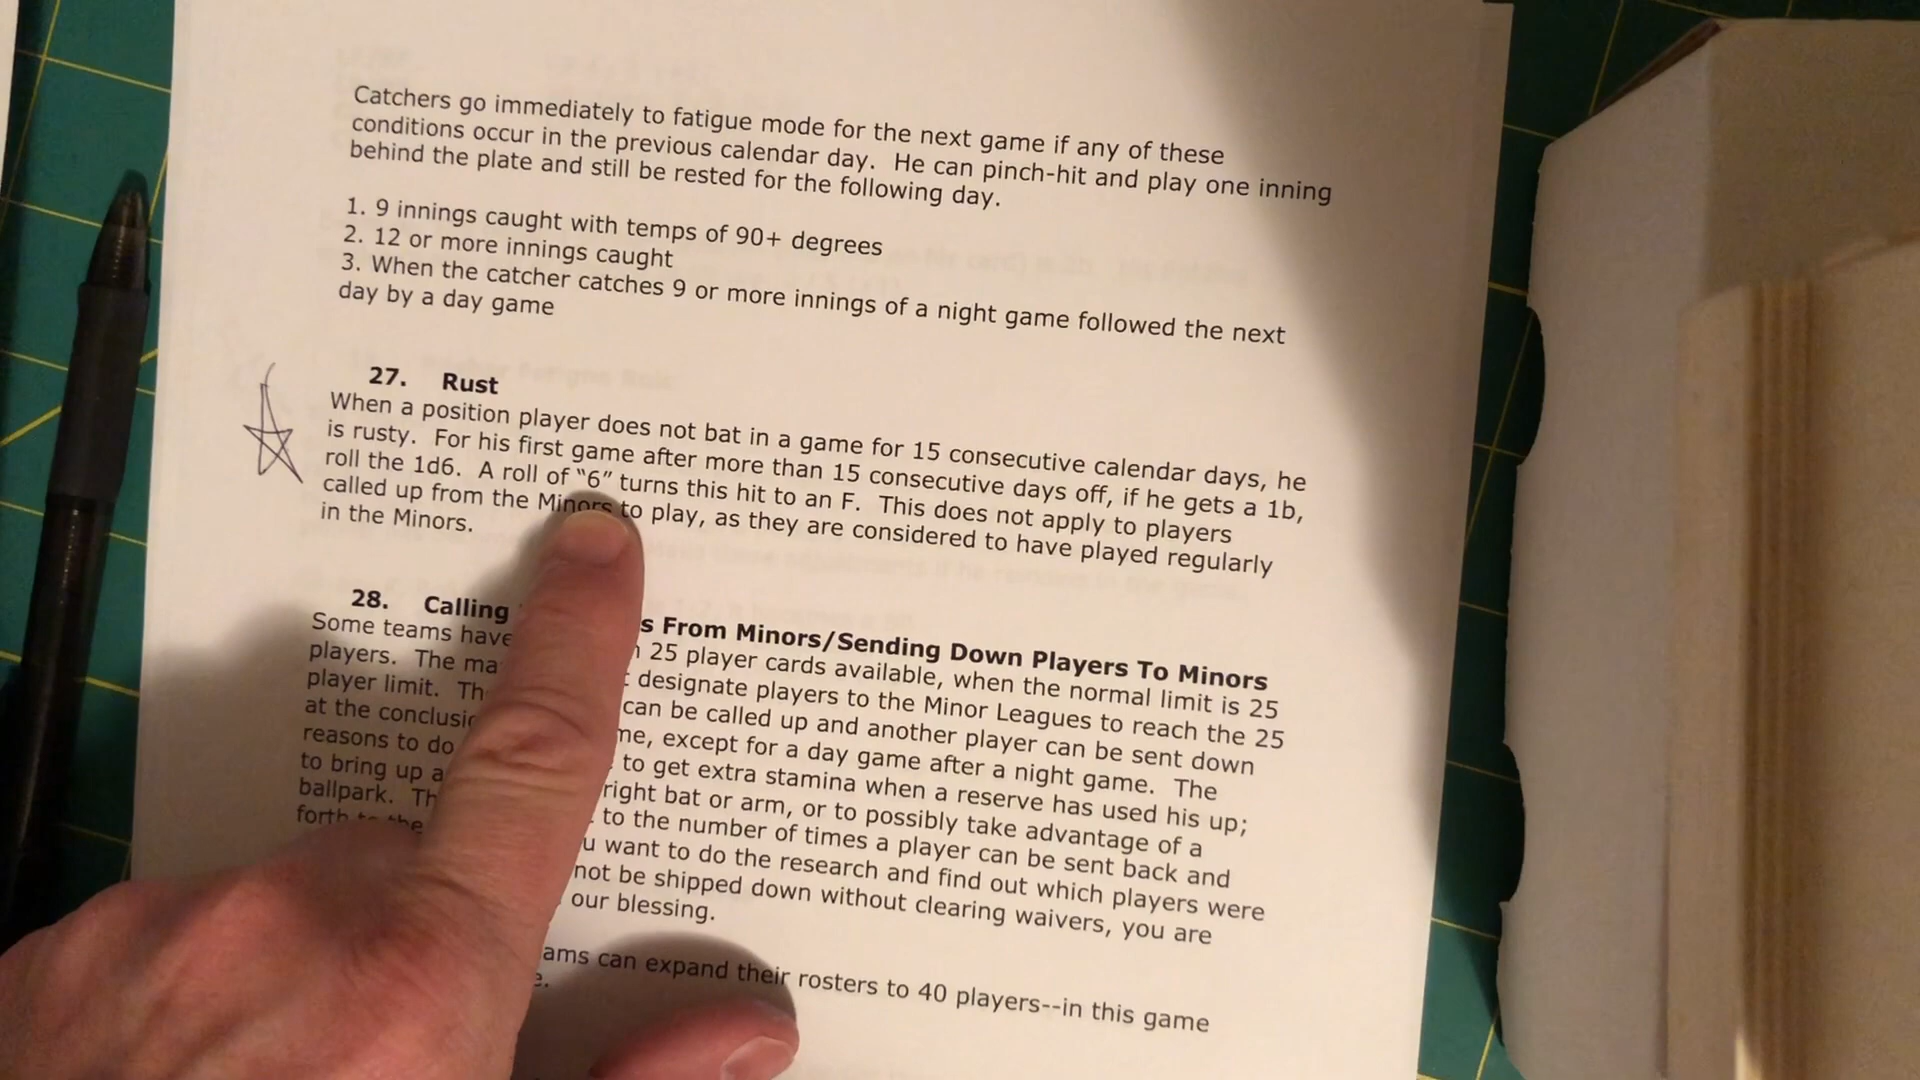 Catchers go immediately to fatigue mode for the next game if any of these
conditions occur in the previous calendar day. He can pinch-hit and play one inning
behind the plate and still be rested for the following day.
1. 9 innings caught with temps of 90+ degrees
2. 12 or more innings caught
3. When the catcher catches 9 or more innings of a night game followed the next
day by a day game
27. Rust
When a position player does not bat in a game for 15 consecutive calendar days, he
is rusty. For his first game after more than 15 consecutive days off, if he gets a 1b,
roll the 1d6. A roll of “6” turns this hit to an F. This does not apply to players
called up from the Minors to play, as they are considered to have played regularly
in the Minors.
28. Calling From Minors/Sending Down Players To Minors
Some teams have 25 player cards available, when the normal limit is 25
players. The designate players to the Minor Leagues to reach the 25
player limit. can be called up and another player can be sent down
at the except for a day game after a night game. The
reasons to do to get extra stamina when a reserve has used his up;
to bring up a right bat or arm, or to possibly take advantage of a
ballpark. to the number of times a player can be sent back and
forth want to do the research and find out which players were
not be shipped down without clearing waivers, you are
our blessing.
can expand their rosters to 40 players--in this game